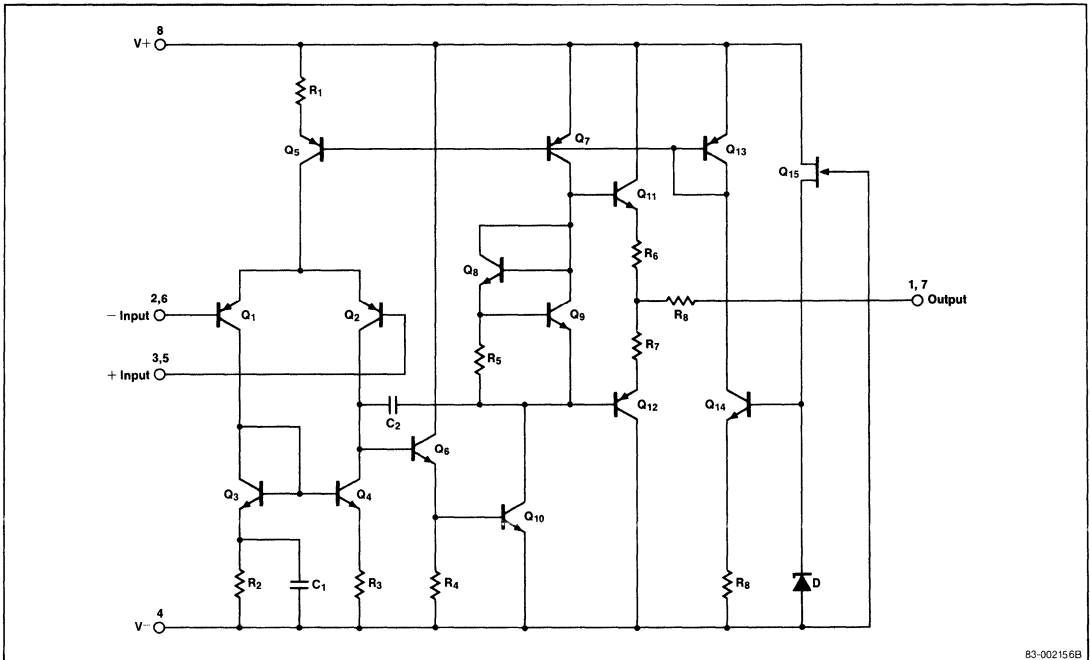 8
V+
R1
Q5
Q7
Q13
Q15
Q11
R6
Q8
1, 7
Output
R8
2,6
− Input
Q1
Q2
Q9
3,5
+ Input
R5
R7
C2
Q12
Q14
Q6
Q3
Q4
Q10
R2
C1
R3
R4
R8
D
4
V−
83-002156B